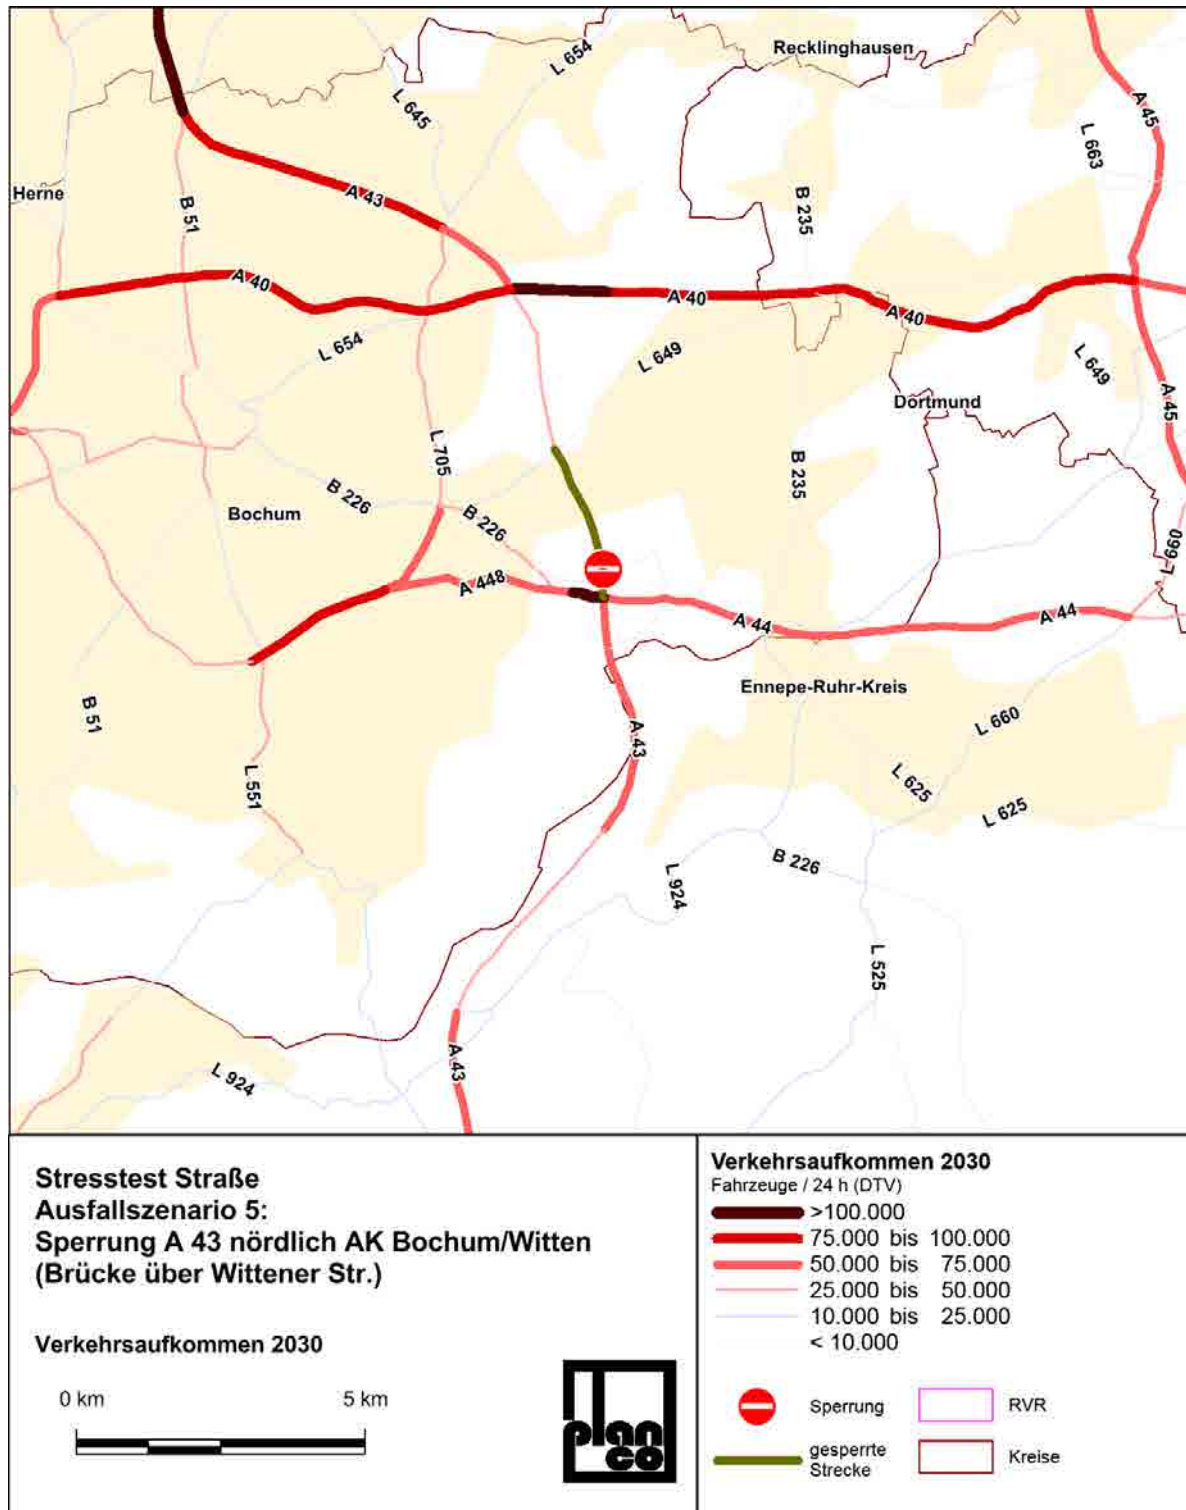 Recklinghausen
L 654
L 645
A 45
L 663
Herne
A 43
B 51
B 235
A 40
A 40
A 40
L 654
L 649
L 649
A 45
Dortmund
L 705
B 235
B 226
B 226
Bochum
L 660
A 448
A 44
A 44
Ennepe-Ruhr-Kreis
B 51
A 43
L 660
L 551
L 625
L 625
B 226
L 924
L 525
A 43
L 924
Stresstest Straße
Ausfallszenario 5:
Sperrung A 43 nördlich AK Bochum/Witten
(Brücke über Wittener Str.)
Verkehrsaufkommen 2030
0 km 5 km
plan
co
Verkehrsaufkommen 2030
Fahrzeuge / 24 h (DTV)
>100.000
75.000 bis 100.000
50.000 bis 75.000
25.000 bis 50.000
10.000 bis 25.000
< 10.000
Sperrung
RVR
gesperrte
Strecke
Kreise